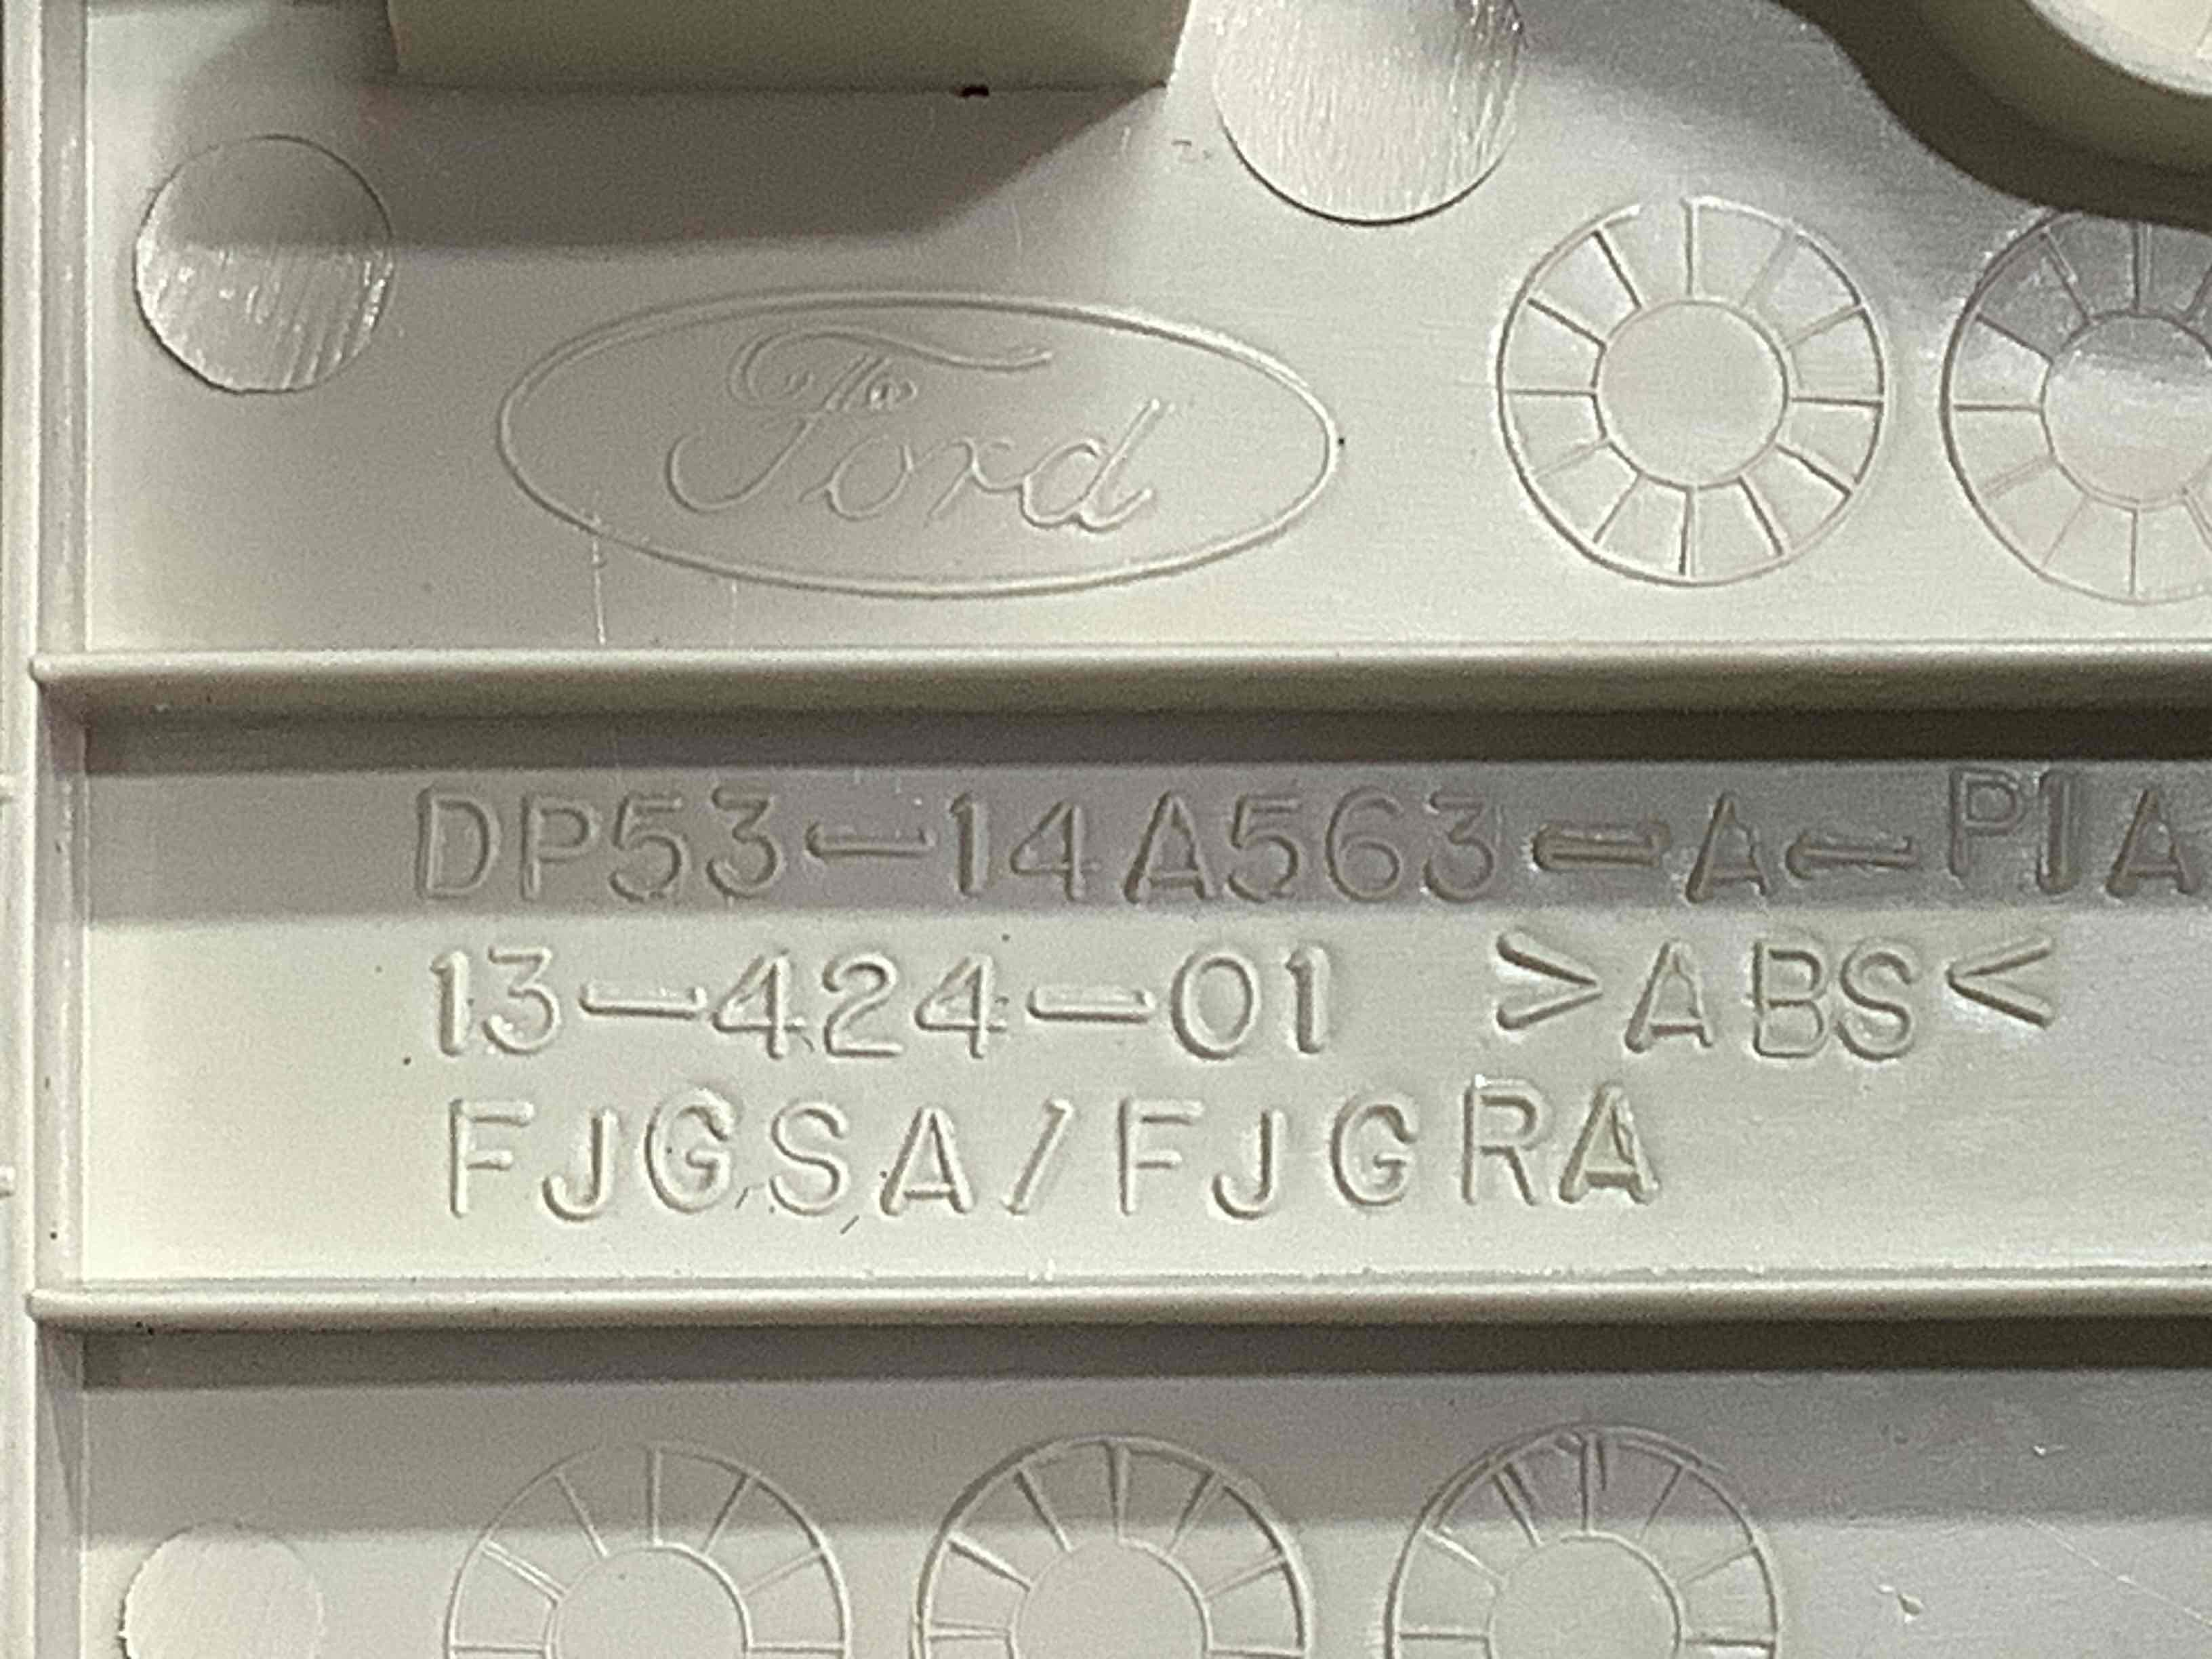 Ford
DP53-14A563-A-P1A
13-424-01 >ABS<
FJGSA/FJGRA